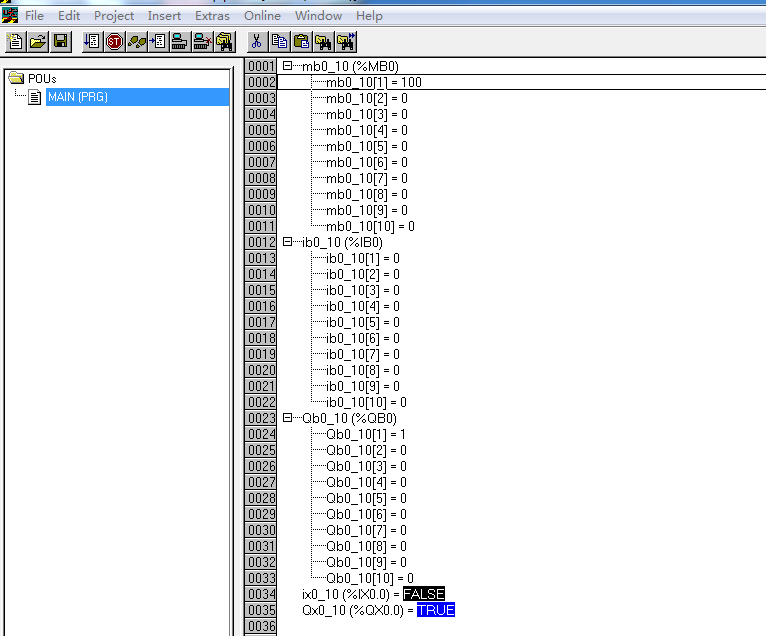 File Edit Project Insert Extras Online Window Help
POUs
MAIN (PRG)
0001 mb0_10 (%MB0)
0002 mb0_10[1] = 100
0003 mb0_10[2] = 0
0004 mb0_10[3] = 0
0005 mb0_10[4] = 0
0006 mb0_10[5] = 0
0007 mb0_10[6] = 0
0008 mb0_10[7] = 0
0009 mb0_10[8] = 0
0010 mb0_10[9] = 0
0011 mb0_10[10] = 0
0012 ib0_10 (%IB0)
0013 ib0_10[1] = 0
0014 ib0_10[2] = 0
0015 ib0_10[3] = 0
0016 ib0_10[4] = 0
0017 ib0_10[5] = 0
0018 ib0_10[6] = 0
0019 ib0_10[7] = 0
0020 ib0_10[8] = 0
0021 ib0_10[9] = 0
0022 ib0_10[10] = 0
0023 Qb0_10 (%QB0)
0024 Qb0_10[1] = 1
0025 Qb0_10[2] = 0
0026 Qb0_10[3] = 0
0027 Qb0_10[4] = 0
0028 Qb0_10[5] = 0
0029 Qb0_10[6] = 0
0030 Qb0_10[7] = 0
0031 Qb0_10[8] = 0
0032 Qb0_10[9] = 0
0033 Qb0_10[10] = 0
0034 ix0_10 (%IX0.0) = FALSE
0035 Qx0_10 (%QX0.0) = TRUE
0036